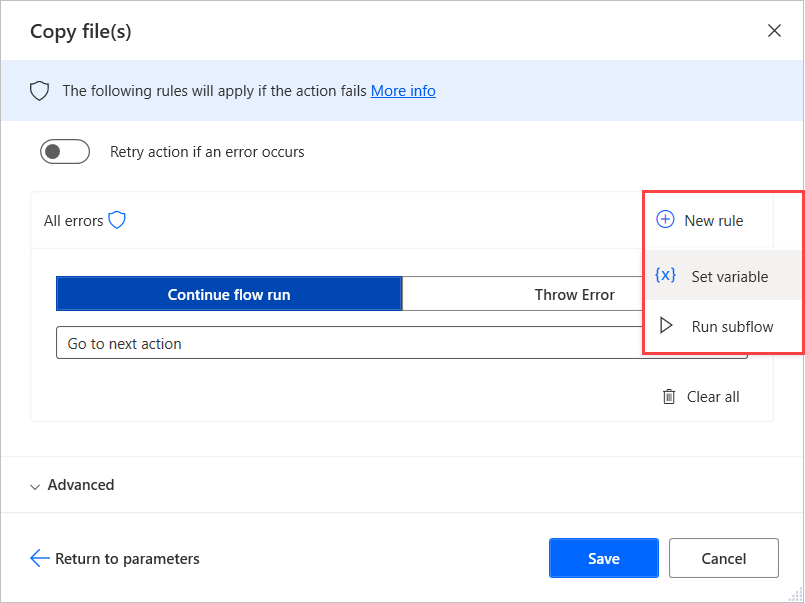 Copy file(s)
The following rules will apply if the action fails More info
Retry action if an error occurs
All errors
New rule
{x} Set variable
Run subflow
Continue flow run
Throw Error
Go to next action
Clear all
Advanced
Return to parameters
Save
Cancel